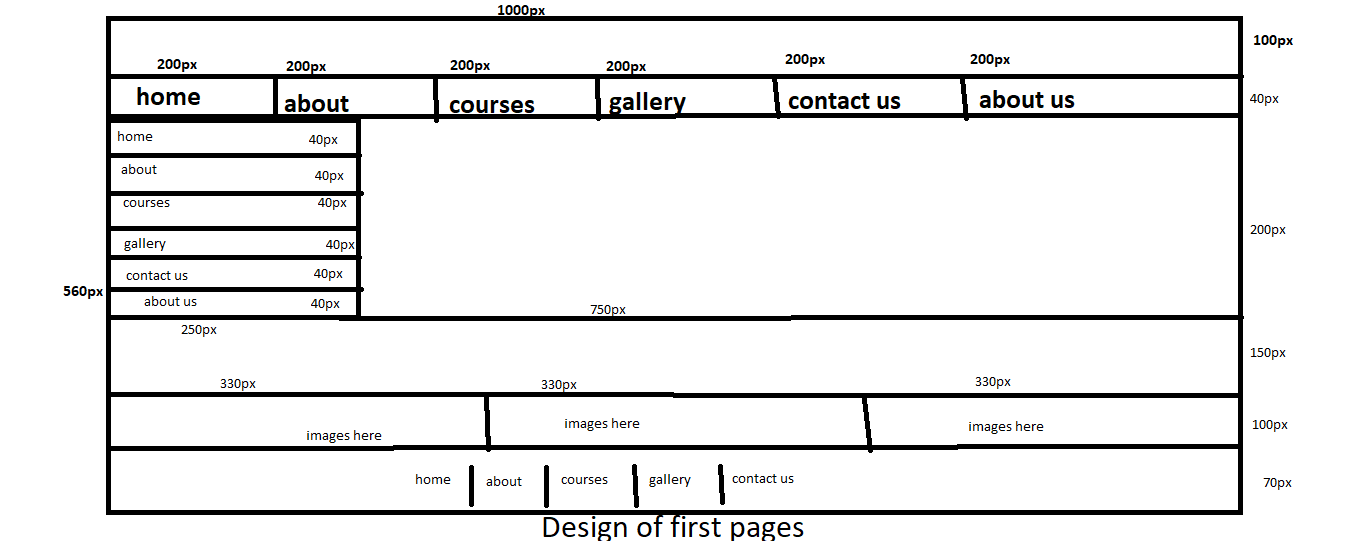 1000px
100px
200px 200px 200px 200px 200px 200px
home about courses gallery contact us about us 40px
home 40px
about 40px
courses 40px
200px
gallery 40px
contact us 40px
560px
about us 40px
750px
250px
150px
330px 330px 330px
images here images here images here 100px
home about courses gallery contact us 70px
Design of first pages